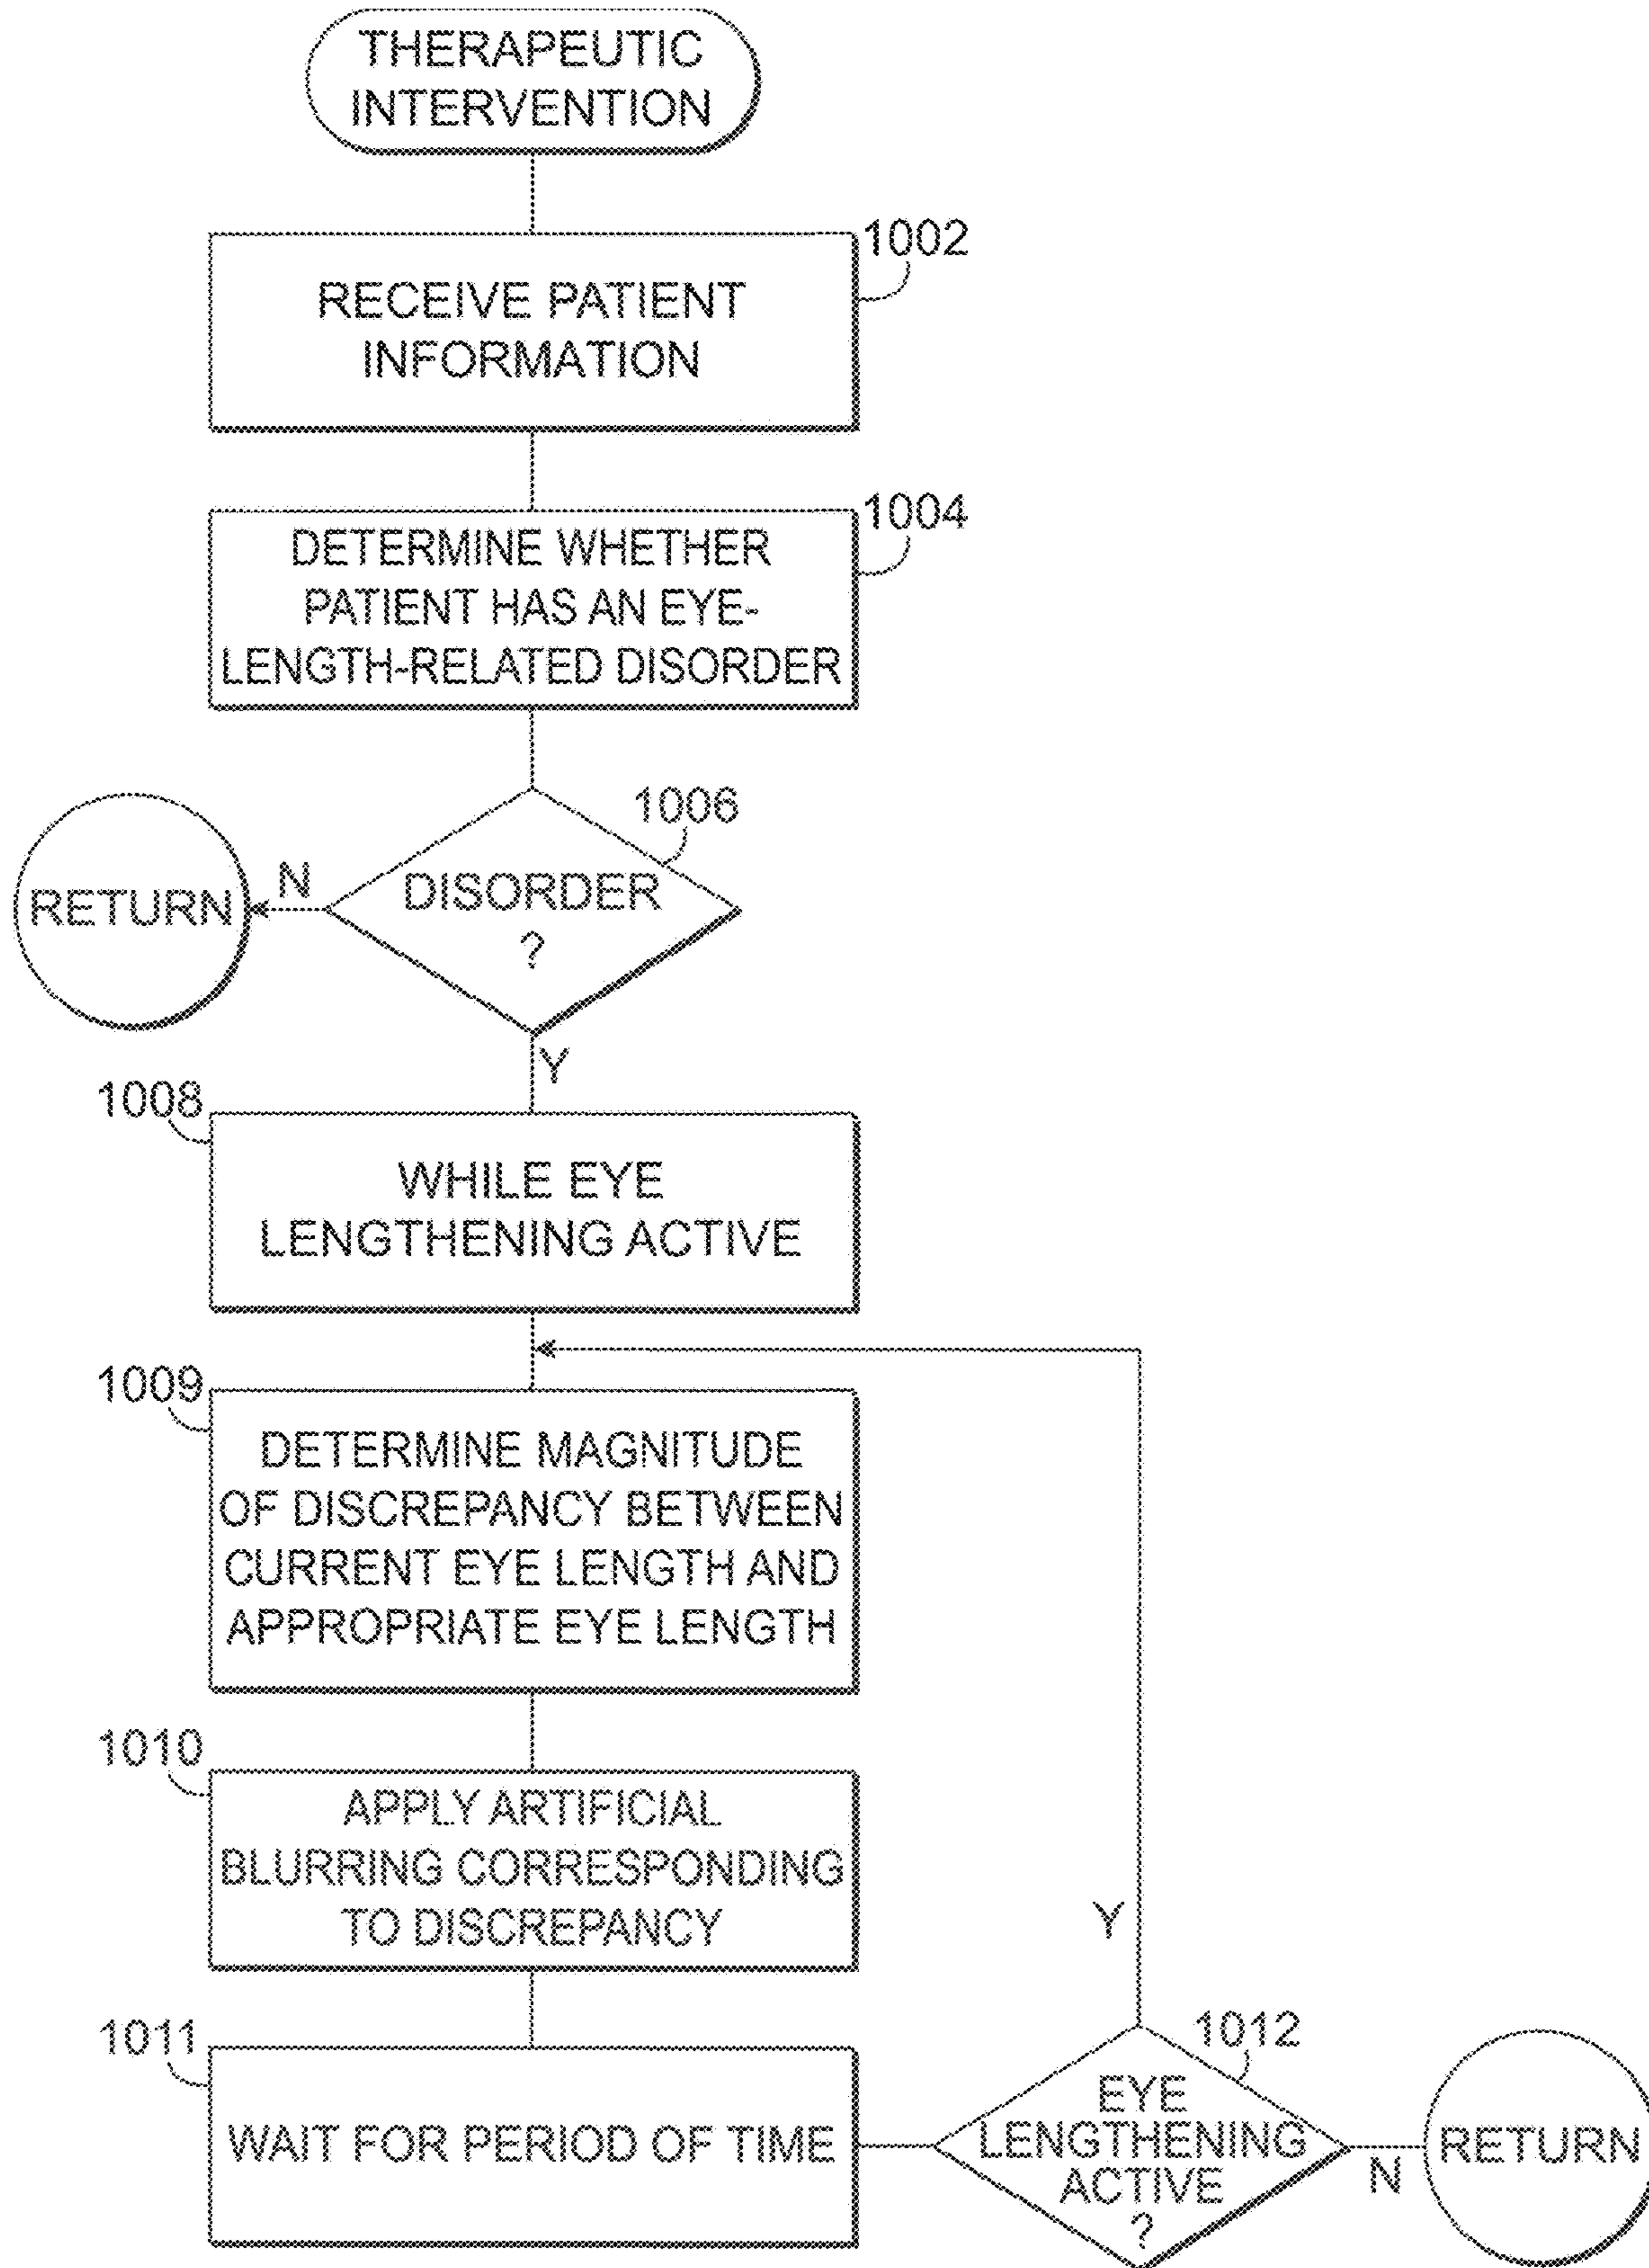 THERAPEUTIC
INTERVENTION
1002
RECEIVE PATIENT
INFORMATION
1004
DETERMINE WHETHER
PATIENT HAS AN EYE-
LENGTH-RELATED DISORDER
1006
DISORDER
?
N
RETURN
Y
1008
WHILE EYE
LENGTHENING ACTIVE
1009
DETERMINE MAGNITUDE
OF DISCREPANCY BETWEEN
CURRENT EYE LENGTH AND
APPROPRIATE EYE LENGTH
1010
APPLY ARTIFICIAL
BLURRING CORRESPONDING
TO DISCREPANCY
1011
WAIT FOR PERIOD OF TIME
Y
1012
EYE
LENGTHENING
ACTIVE
?
N
RETURN